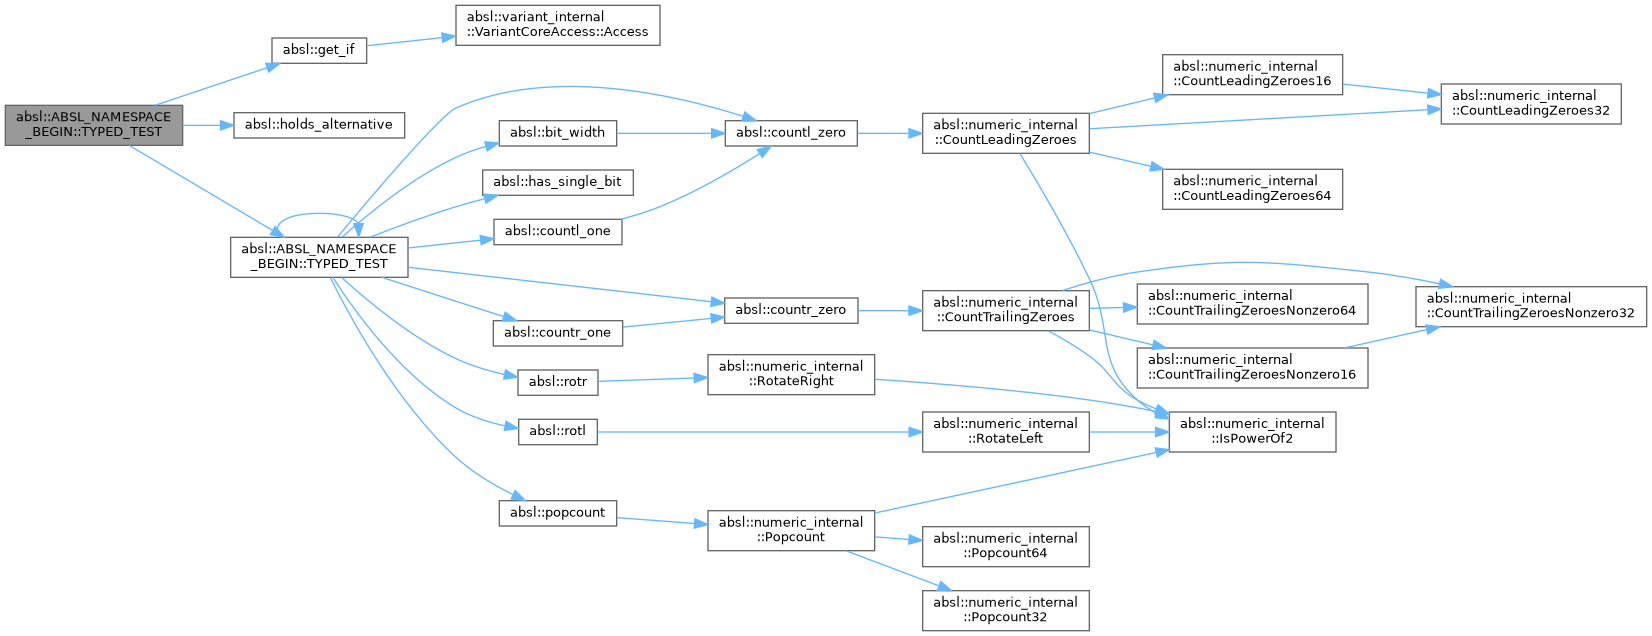 absl::variant_internal
::VariantCoreAccess::Access
absl::get_if
absl::ABSL_NAMESPACE
_BEGIN::TYPED_TEST
absl::holds_alternative
absl::numeric_internal
::CountLeadingZeroes16
absl::numeric_internal
::CountLeadingZeroes32
absl::bit_width
absl::countl_zero
absl::numeric_internal
::CountLeadingZeroes
absl::has_single_bit
absl::numeric_internal
::CountLeadingZeroes64
absl::countl_one
absl::ABSL_NAMESPACE
_BEGIN::TYPED_TEST
absl::countr_zero
absl::numeric_internal
::CountTrailingZeroes
absl::numeric_internal
::CountTrailingZeroesNonzero64
absl::numeric_internal
::CountTrailingZeroesNonzero32
absl::countr_one
absl::numeric_internal
::CountTrailingZeroesNonzero16
absl::rotr
absl::numeric_internal
::RotateRight
absl::rotl
absl::numeric_internal
::RotateLeft
absl::numeric_internal
::IsPowerOf2
absl::popcount
absl::numeric_internal
::Popcount
absl::numeric_internal
::Popcount64
absl::numeric_internal
::Popcount32